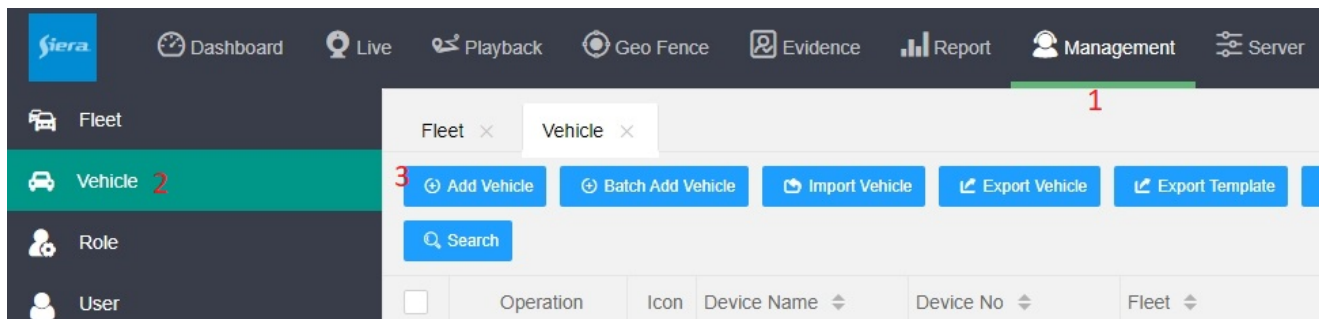 Siera Dashboard Live Playback Geo Fence Evidence Report Management Server
1
Fleet
Vehicle 2
Role
User
Fleet × Vehicle ×
3 Add Vehicle Batch Add Vehicle Import Vehicle Export Vehicle Export Template
Search
Operation Icon Device Name Device No Fleet